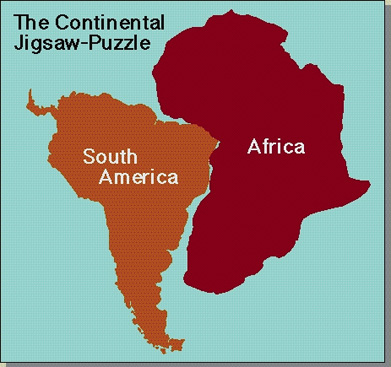 The Continental
Jigsaw-Puzzle
South
America
Africa